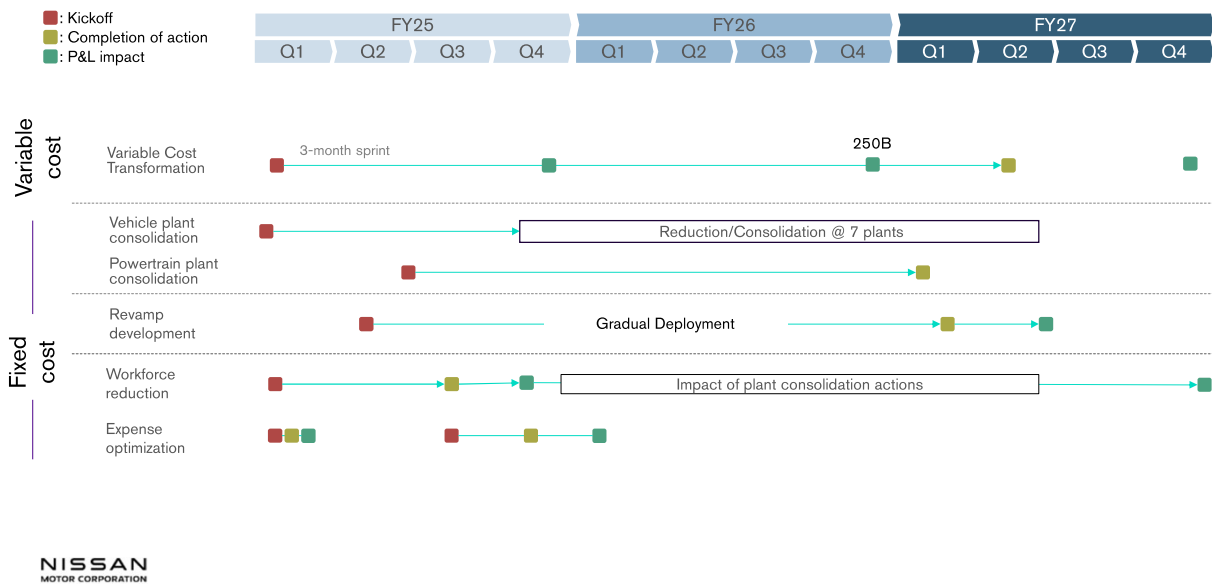 : Kickoff
: Completion of action
: P&L impact
FY25 FY26 FY27
Q1 Q2 Q3 Q4 Q1 Q2 Q3 Q4 Q1 Q2 Q3 Q4
Variable
cost
Variable Cost
Transformation
3-month sprint
250B
Vehicle plant
consolidation
Reduction/Consolidation @ 7 plants
Powertrain plant
consolidation
Fixed
cost
Revamp
development
Gradual Deployment
Workforce
reduction
Impact of plant consolidation actions
Expense
optimization
NISSAN
MOTOR CORPORATION